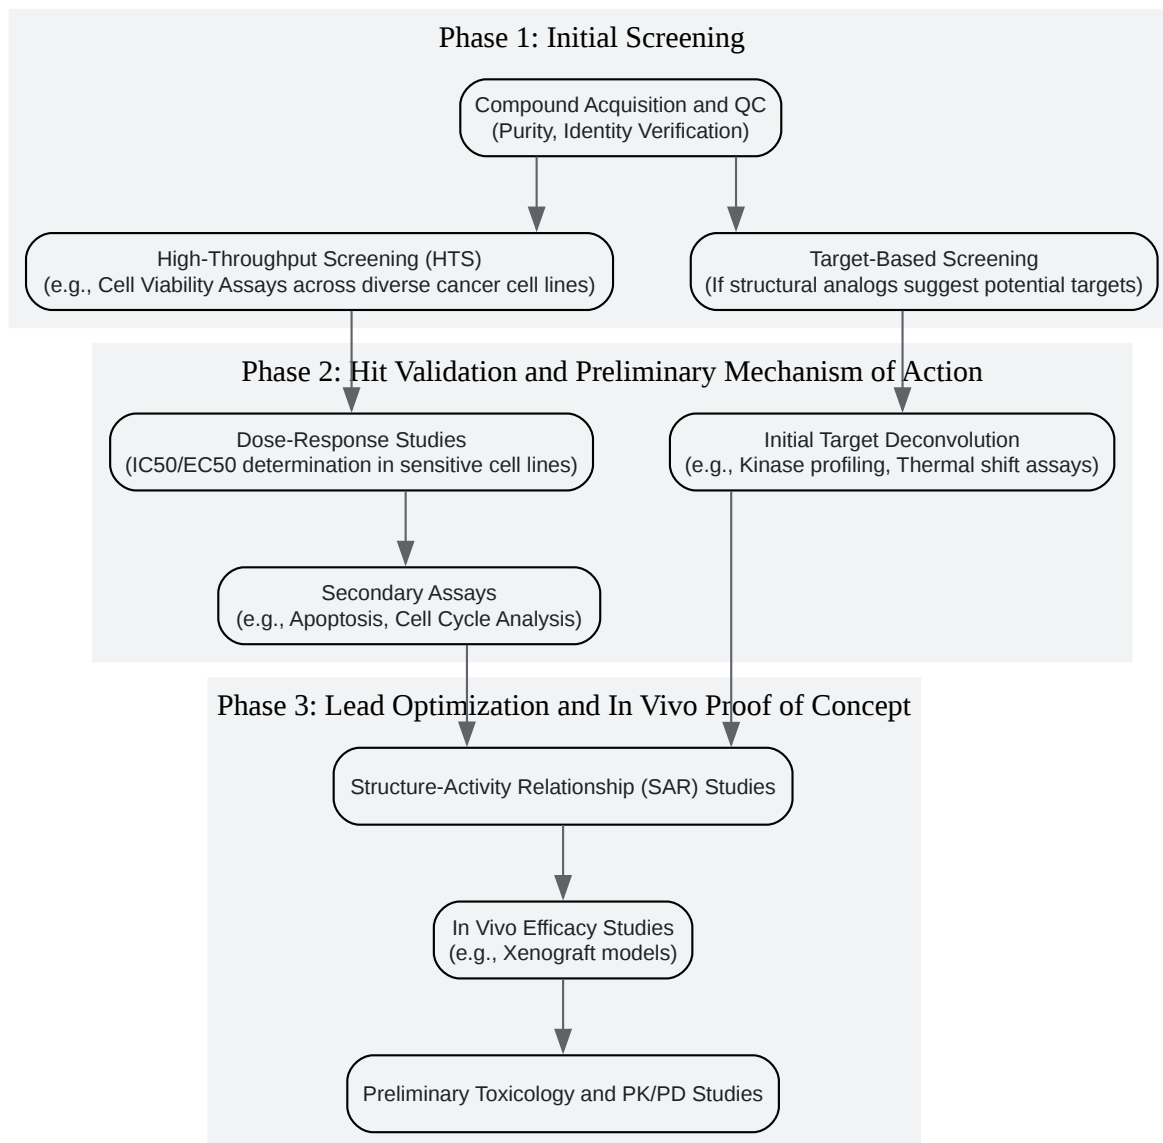 Phase 1: Initial Screening
Compound Acquisition and QC
(Purity, Identity Verification)
High-Throughput Screening (HTS)
(e.g., Cell Viability Assays across diverse cancer cell lines)
Target-Based Screening
(If structural analogs suggest potential targets)
Phase 2: Hit Validation and Preliminary Mechanism of Action
Dose-Response Studies
(IC50/EC50 determination in sensitive cell lines)
Initial Target Deconvolution
(e.g., Kinase profiling, Thermal shift assays)
Secondary Assays
(e.g., Apoptosis, Cell Cycle Analysis)
Phase 3: Lead Optimization and In Vivo Proof of Concept
Structure-Activity Relationship (SAR) Studies
In Vivo Efficacy Studies
(e.g., Xenograft models)
Preliminary Toxicology and PK/PD Studies